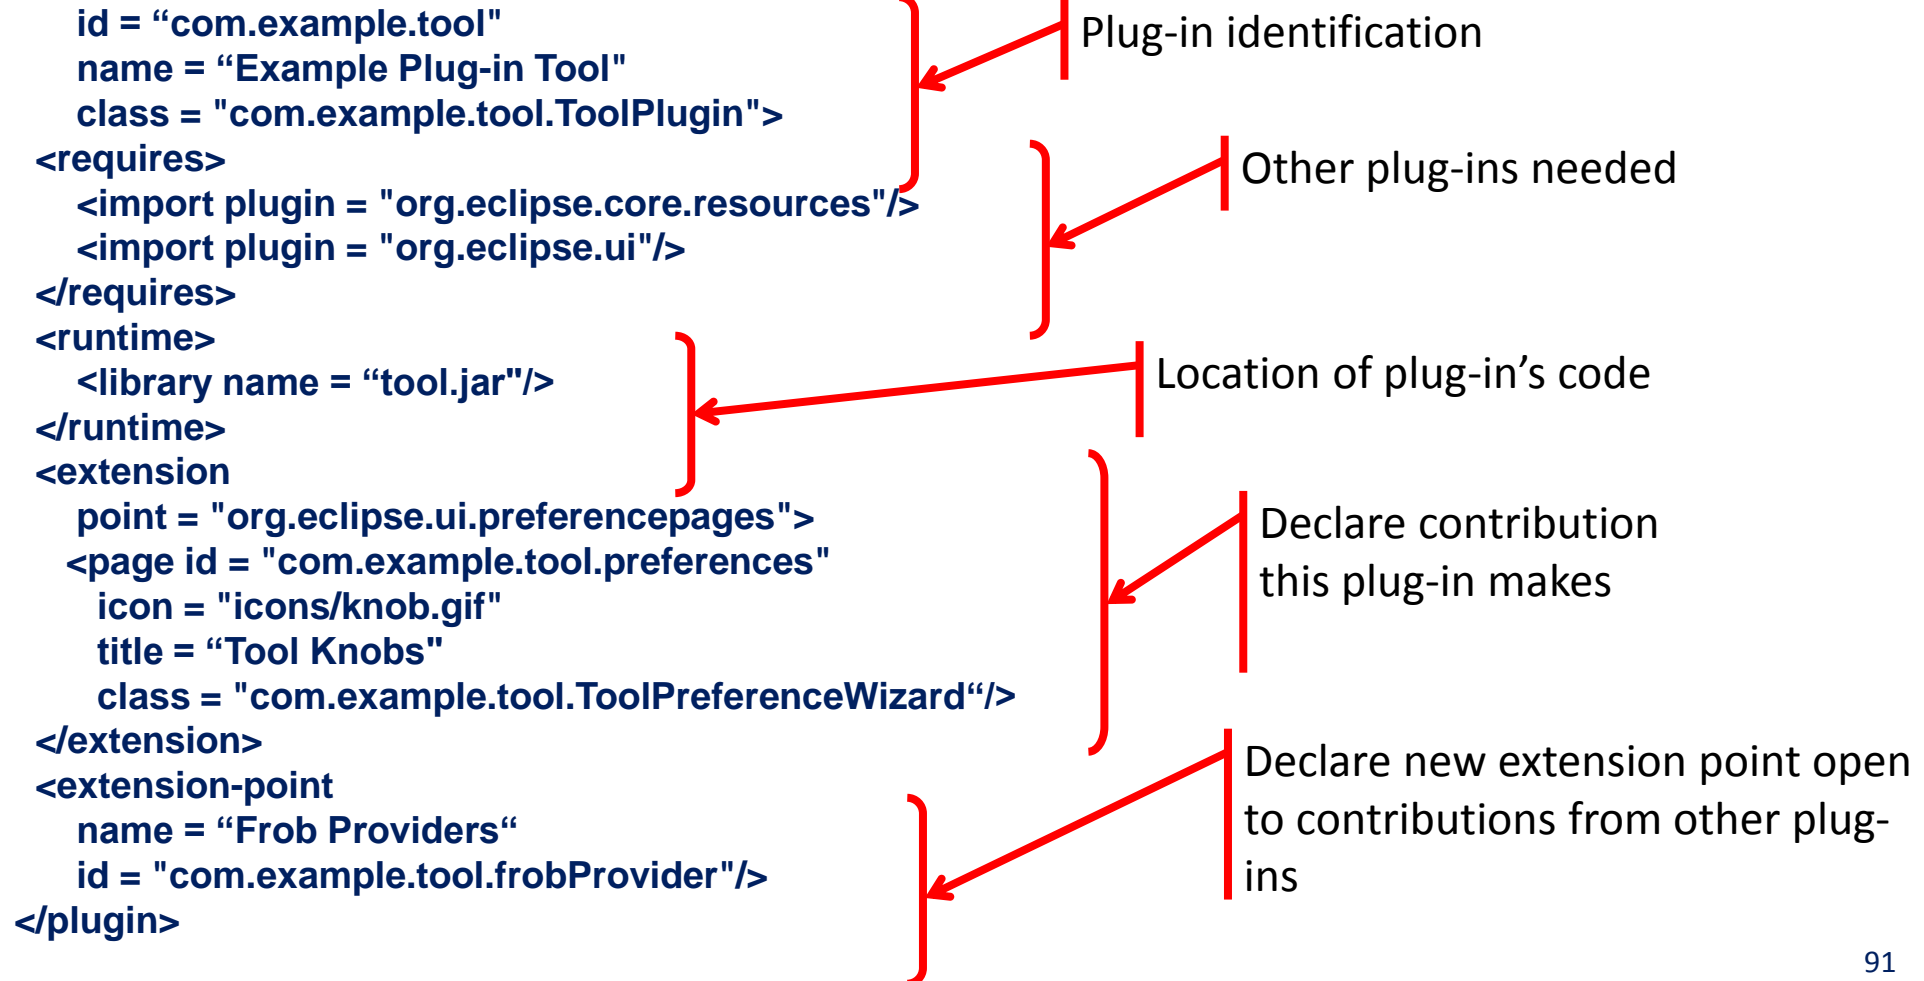 id = “com.example.tool"
name = “Example Plug-in Tool"
class = "com.example.tool.ToolPlugin">
<requires>
<import plugin = "org.eclipse.core.resources"/>
<import plugin = "org.eclipse.ui"/>
</requires>
<runtime>
<library name = “tool.jar"/>
</runtime>
<extension
point = "org.eclipse.ui.preferencepages">
<page id = "com.example.tool.preferences"
icon = "icons/knob.gif"
title = “Tool Knobs"
class = "com.example.tool.ToolPreferenceWizard“/>
</extension>
<extension-point
name = “Frob Providers“
id = "com.example.tool.frobProvider"/>
</plugin>
Plug-in identification
Other plug-ins needed
Location of plug-in’s code
Declare contribution
this plug-in makes
Declare new extension point open
to contributions from other plug-
ins
91